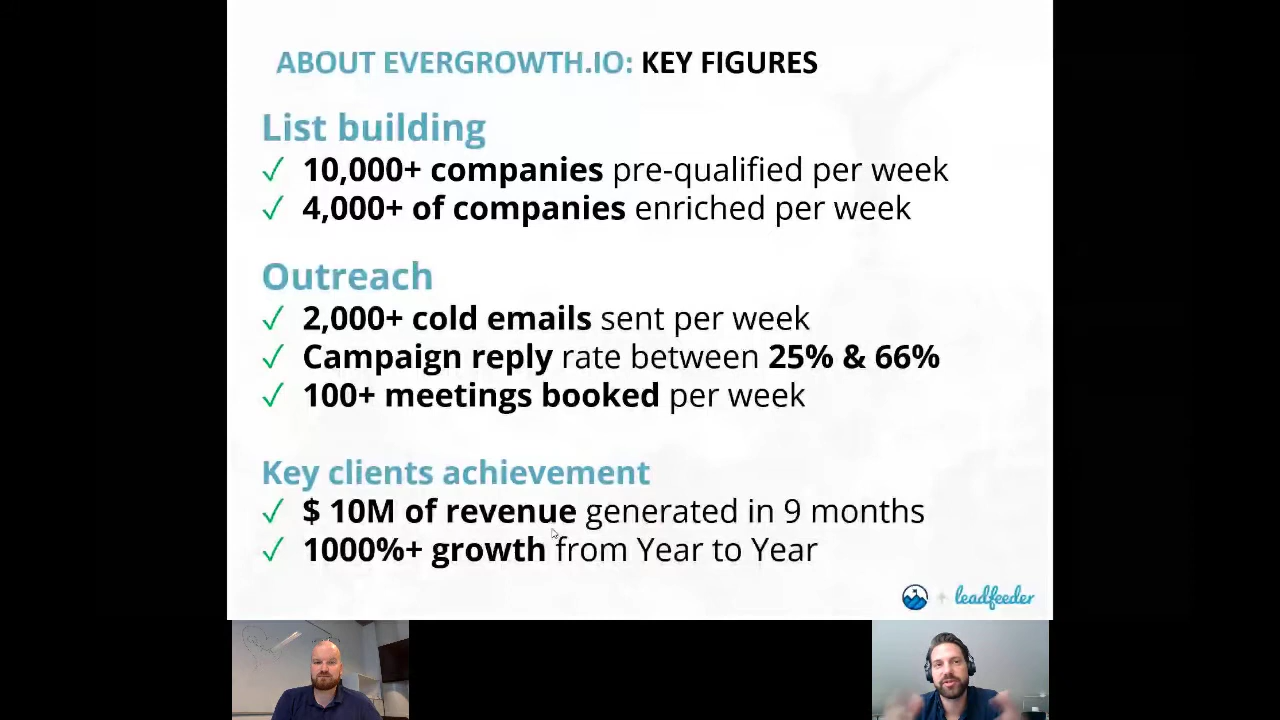 ABOUT EVERGROWTH.IO: KEY FIGURES
List building
✓ 10,000+ companies pre-qualified per week
✓ 4,000+ of companies enriched per week
Outreach
✓ 2,000+ cold emails sent per week
✓ Campaign reply rate between 25% & 66%
✓ 100+ meetings booked per week
Key clients achievement
✓ $ 10M of revenue generated in 9 months
✓ 1000%+ growth from Year to Year
+ leadfeeder